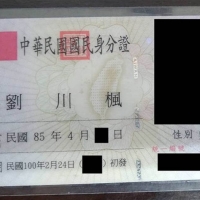 中華民國國民身分證
劉川楓
民國 85 年 4 月 日 性別
民國100年2月24日 ( ) 初發